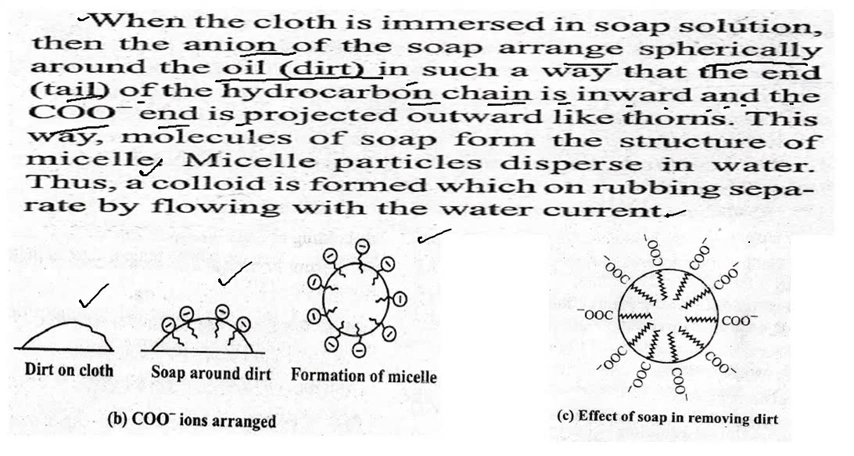 When the cloth is immersed in soap solution,
then the anion of the soap arrange spherically
around the oil (dirt) in such a way that the end
(tail) of the hydrocarbon chain is inward and the
COO⁻ end is projected outward like thorns. This
way, molecules of soap form the structure of
micelle. Micelle particles disperse in water.
Thus, a colloid is formed which on rubbing sepa-
rate by flowing with the water current.
⁻OOC
COO⁻
COO⁻
COO⁻
⁻OOC
⁻OOC
COO⁻
⁻OOC
COO⁻
⁻OOC
COO⁻
Dirt on cloth
Soap around dirt
Formation of micelle
(b) COO⁻ ions arranged
(c) Effect of soap in removing dirt